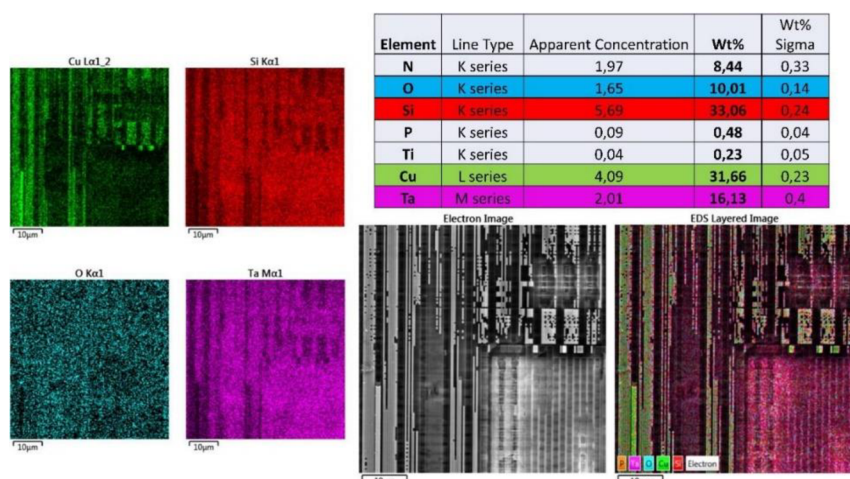 Cu Lα1_2
Si Kα1
10µm
10µm
O Kα1
Ta Mα1
10µm
10µm
Element Line Type Apparent Concentration Wt% Wt% Sigma
N K series 1,97 8,44 0,33
O K series 1,65 10,01 0,14
Si K series 5,69 33,06 0,24
P K series 0,09 0,48 0,04
Ti K series 0,04 0,23 0,05
Cu L series 4,09 31,66 0,23
Ta M series 2,01 16,13 0,4
Electron Image
EDS Layered Image
P Ta O Cu Si Electron